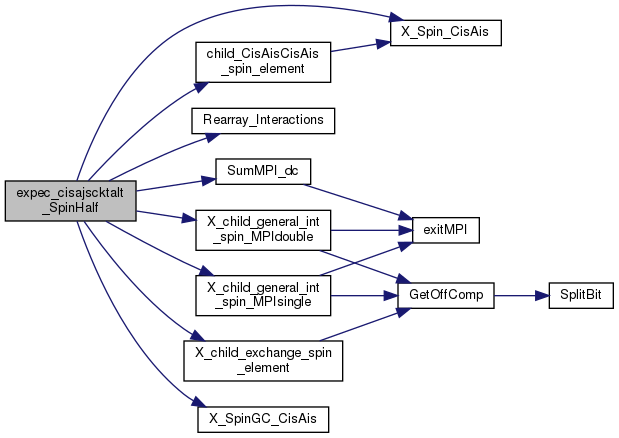 expec_cisajscktalt
_SpinHalf
X_Spin_CisAis
child_CisAisCisAis
_spin_element
Rearray_Interactions
SumMPI_dc
X_child_general_int
_spin_MPIdouble
exitMPI
X_child_general_int
_spin_MPIsingle
GetOffComp
SplitBit
X_child_exchange_spin
_element
X_SpinGC_CisAis